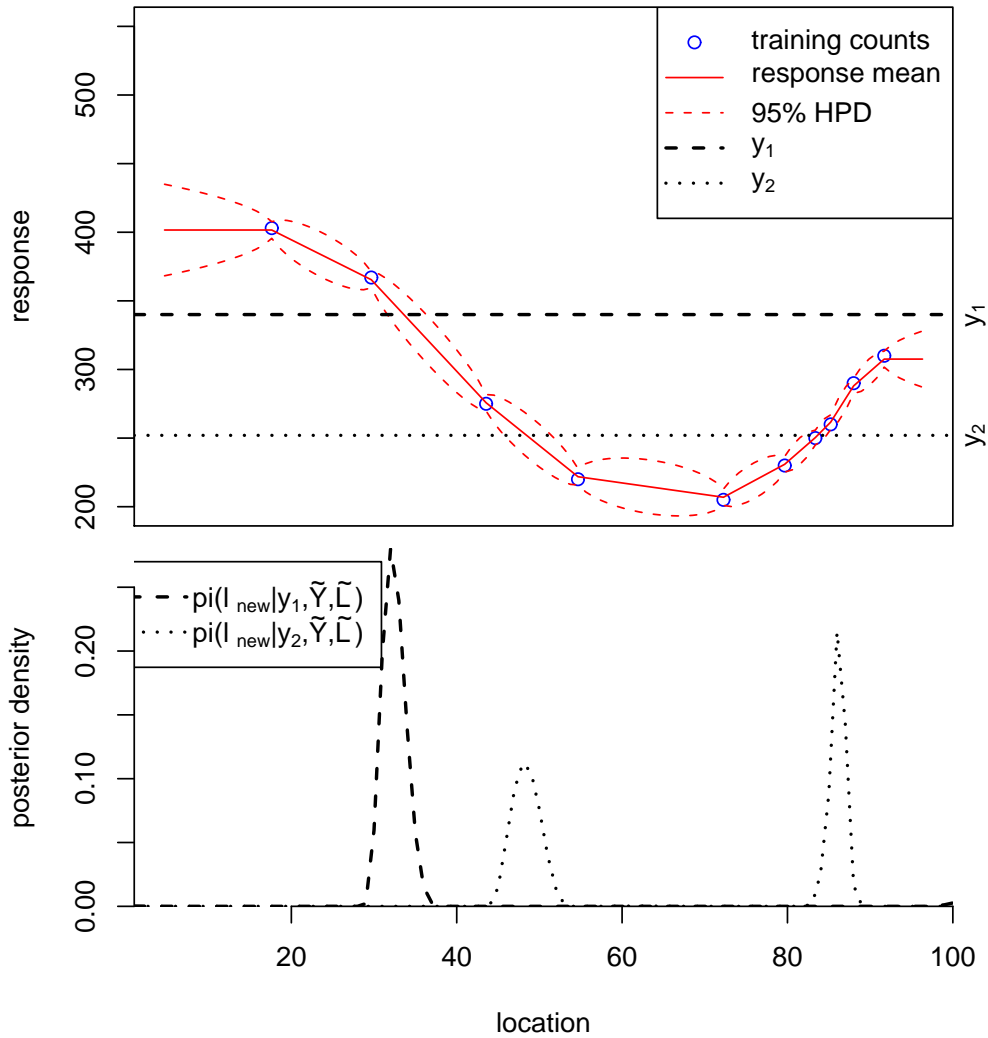 training counts
response mean
95% HPD
y₁
y₂
500
400
300
200
response
y₁
y₂
pi(l new|y₁,Ỹ,L̃)
pi(l new|y₂,Ỹ,L̃)
0.20
0.10
0.00
posterior density
20 40 60 80 100
location